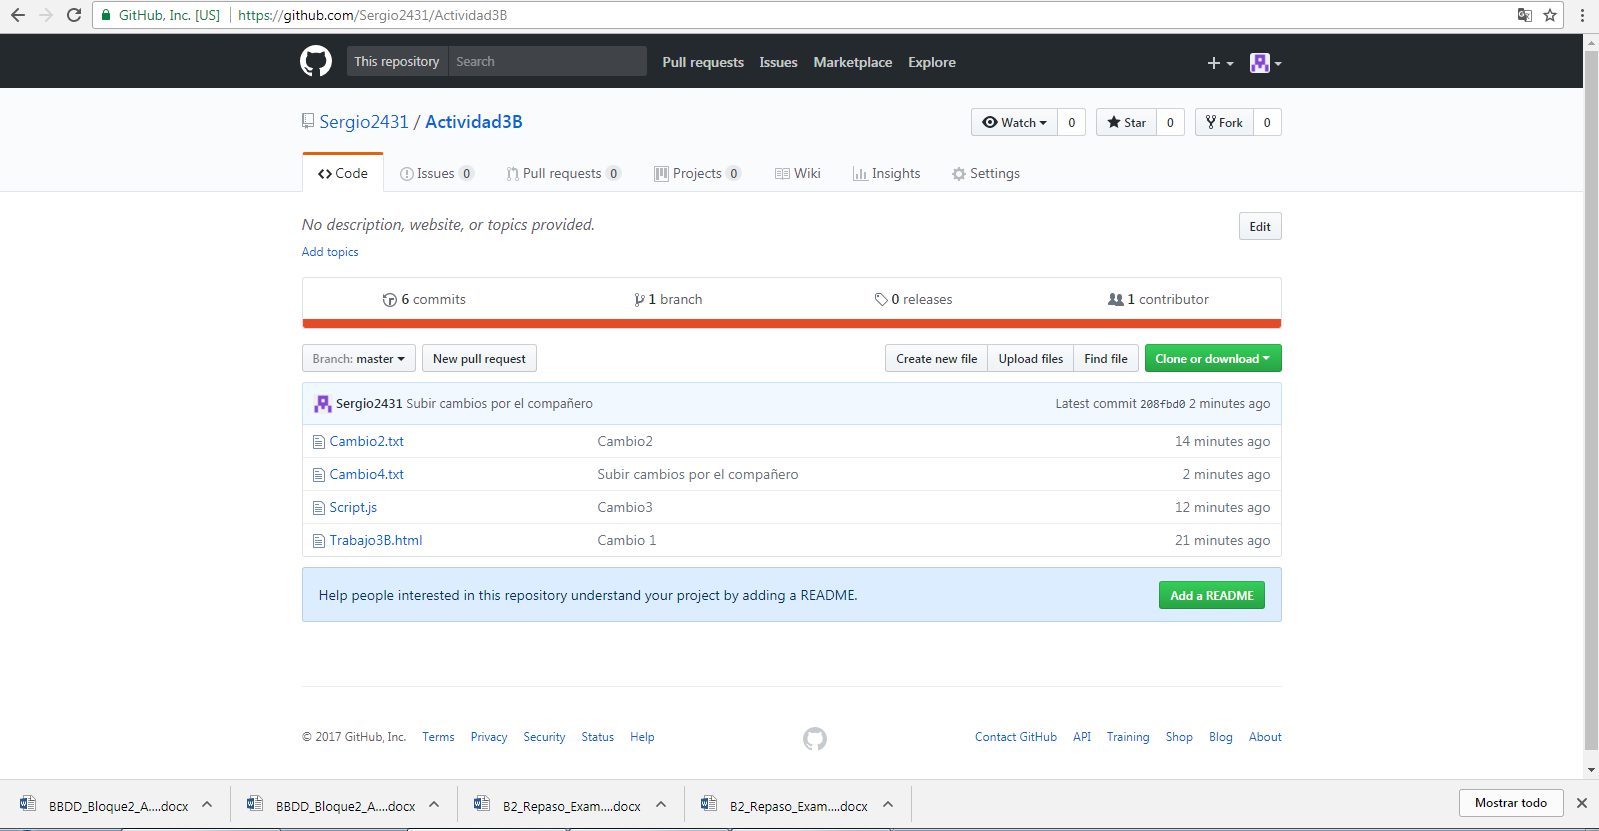 GitHub, Inc. [US] https://github.com/Sergio2431/Actividad3B
This repository Search Pull requests Issues Marketplace Explore
Sergio2431 / Actividad3B Watch 0 Star 0 Fork 0
Code Issues 0 Pull requests 0 Projects 0 Wiki Insights Settings
No description, website, or topics provided. Edit
Add topics
6 commits 1 branch 0 releases 1 contributor
Branch: master New pull request Create new file Upload files Find file Clone or download
Sergio2431 Subir cambios por el compañero Latest commit 208fbd0 2 minutes ago
Cambio2.txt Cambio2 14 minutes ago
Cambio4.txt Subir cambios por el compañero 2 minutes ago
Script.js Cambio3 12 minutes ago
Trabajo3B.html Cambio 1 21 minutes ago
Help people interested in this repository understand your project by adding a README. Add a README
© 2017 GitHub, Inc. Terms Privacy Security Status Help Contact GitHub API Training Shop Blog About
BBDD_Bloque2_A....docx BBDD_Bloque2_A....docx B2_Repaso_Exam....docx B2_Repaso_Exam....docx Mostrar todo